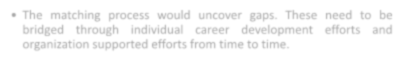 • The matching process would uncover gaps. These need to be
bridged through individual career development efforts and
organization supported efforts from time to time.